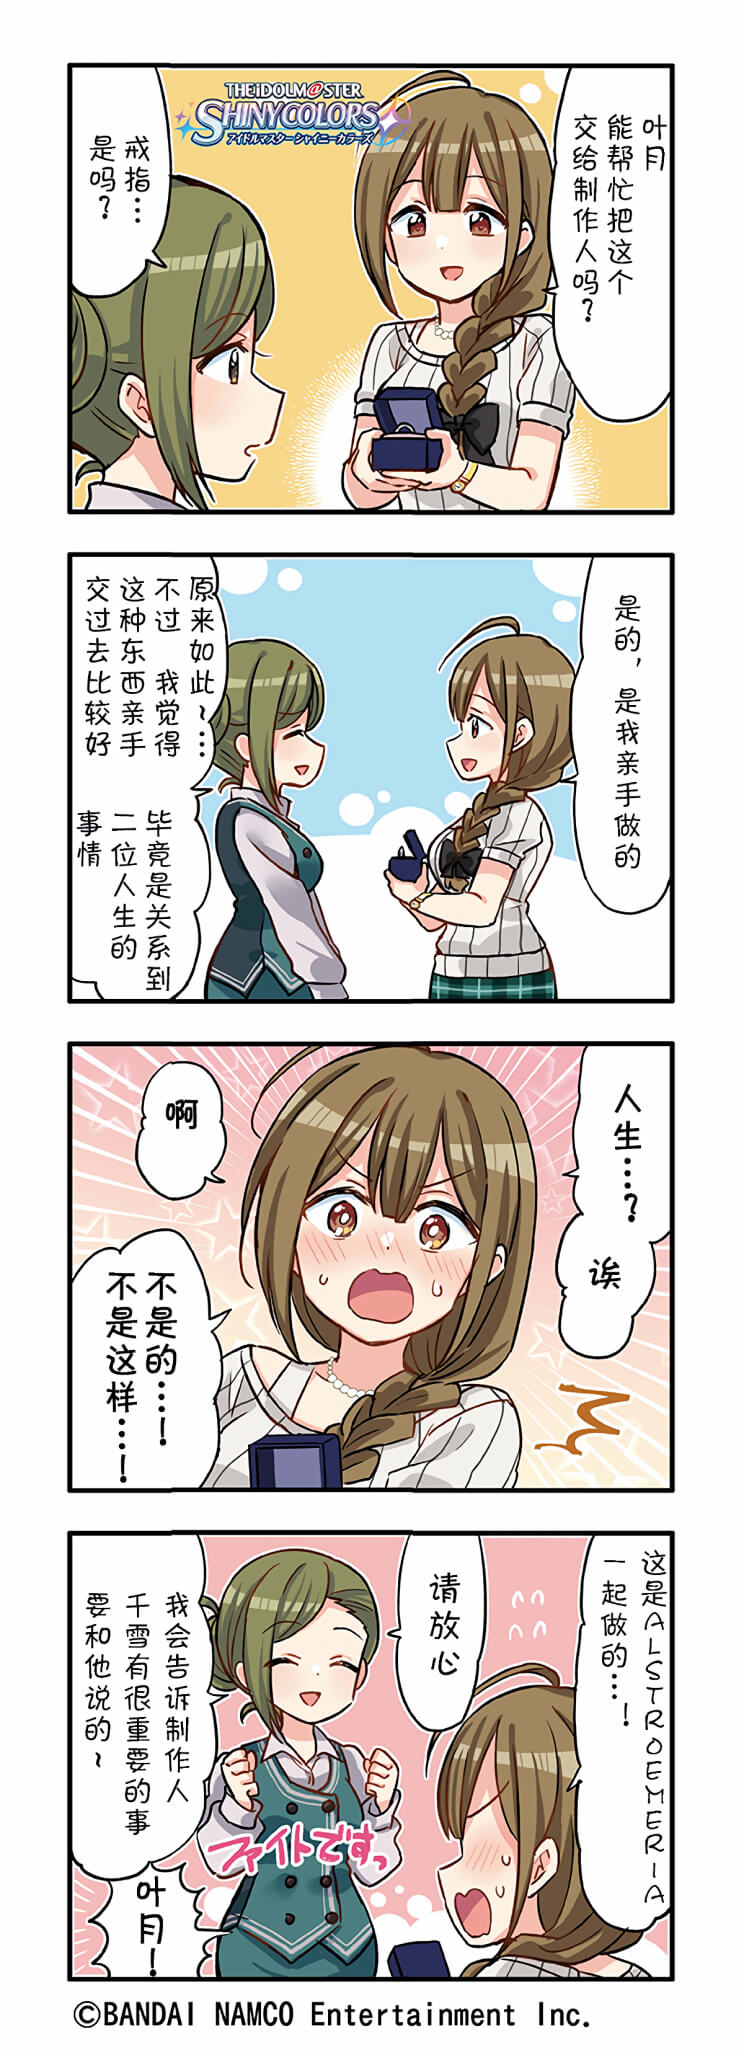 THE iDOLM@STER
SHINYCOLORS
アイドルマスターシャイニーカラーズ
叶月
能帮忙把这个
交给制作人吗？
戒指…
是吗？
是的，是我亲手做的
原来如此～…
不过 我觉得
这种东西亲手
交过去比较好
毕竟是关系到
二位人生的
事情
人生…？
诶
啊
不是的…！
不是这样…！
这是ALSTROEMERIA
一起做的…！
请放心
我会告诉制作人
千雪有很重要的事
要和他说的～
ファイトですっ
叶月！
©BANDAI NAMCO Entertainment Inc.